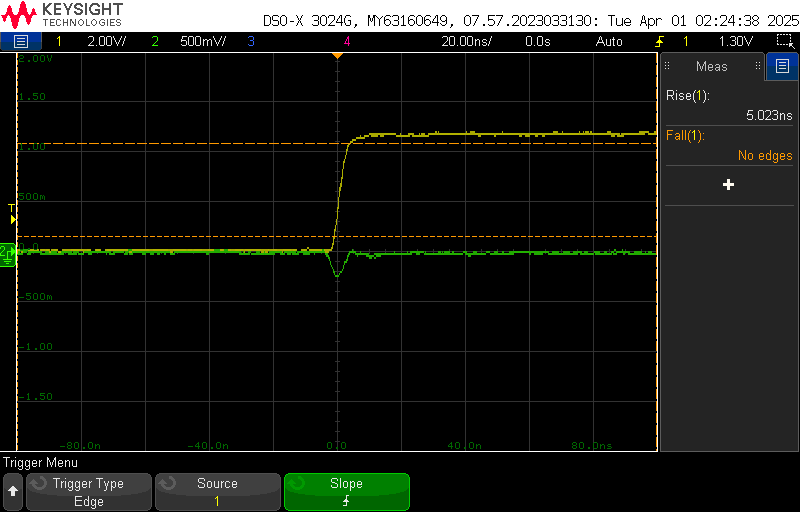 KEYSIGHT
TECHNOLOGIES
DSO-X 3024G, MY63160649, 07.57.2023033130: Tue Apr 01 02:24:38 2025
1 2.00V/ 2 500mV/ 3 4 20.00ns/ 0.0s Auto 1 1.30V
2.00V
1.50
1.00
500m
T
2
0.0
-500m
-1.00
-1.50
-80.0n -40.0n 0.0 40.0n 80.0ns
Meas
Rise(1):
5.023ns
Fall(1):
No edges
Trigger Menu
Trigger Type
Edge
Source
1
Slope